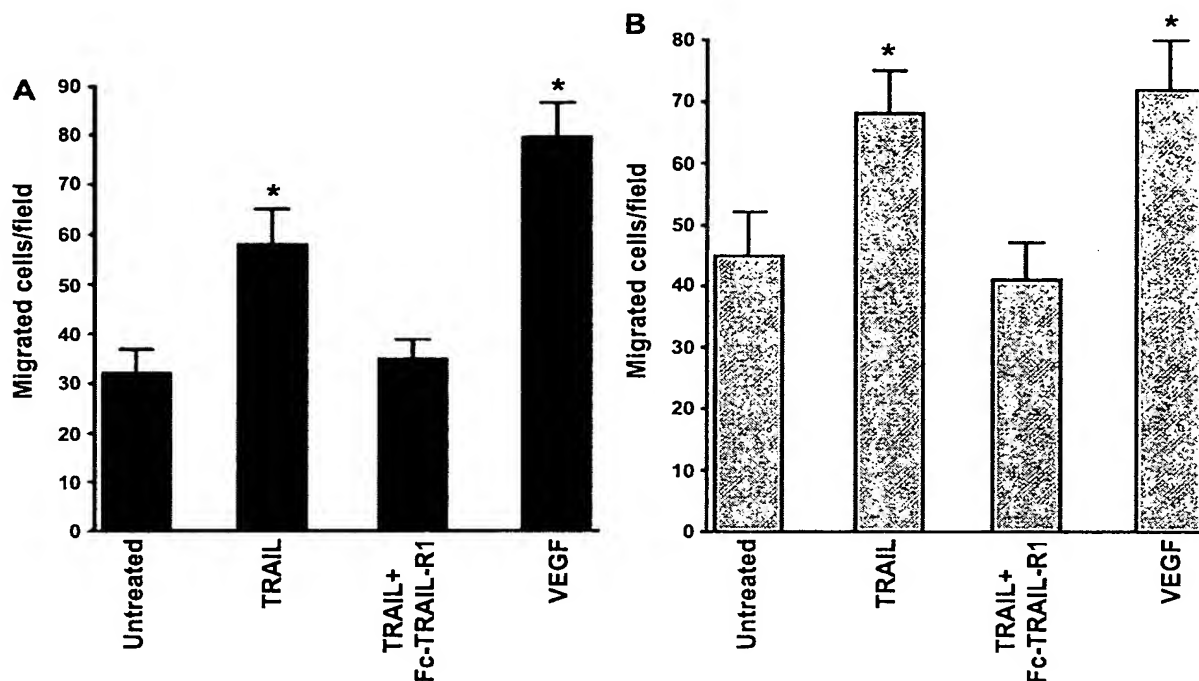 A
Migrated cells/field
90
80
70
60
50
40
30
20
10
0
*
*
Untreated
TRAIL
TRAIL+
Fc-TRAIL-R1
VEGF
B
Migrated cells/field
80
70
60
50
40
30
20
10
0
*
*
Untreated
TRAIL
TRAIL+
Fc-TRAIL-R1
VEGF